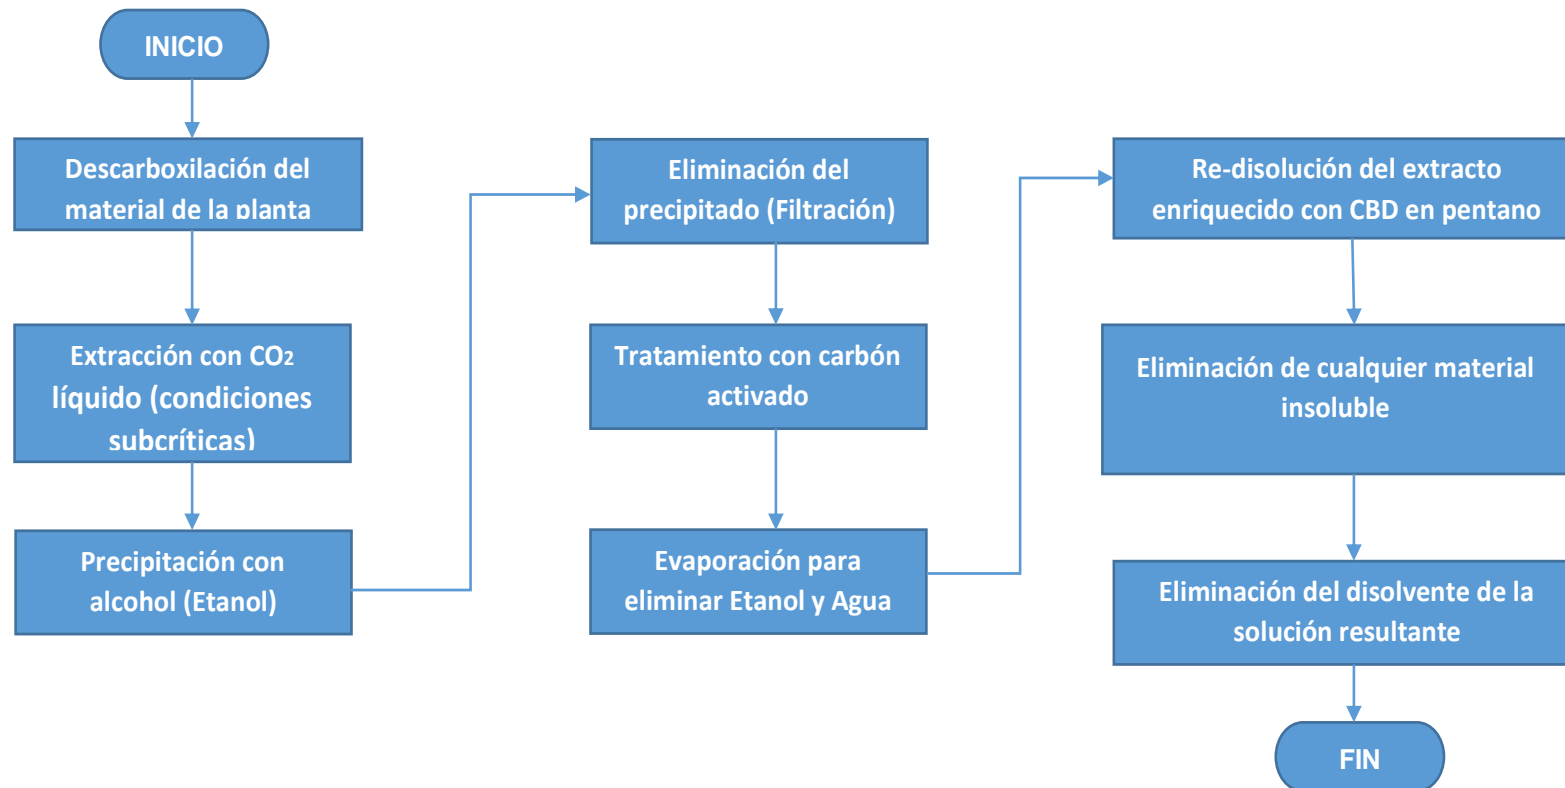 INICIO
Descarboxilación del
material de la planta
Extracción con CO2
líquido (condiciones
subcríticas)
Precipitación con
alcohol (Etanol)
Eliminación del
precipitado (Filtración)
Tratamiento con carbón
activado
Evaporación para
eliminar Etanol y Agua
Re-disolución del extracto
enriquecido con CBD en pentano
Eliminación de cualquier material
insoluble
Eliminación del disolvente de la
solución resultante
FIN